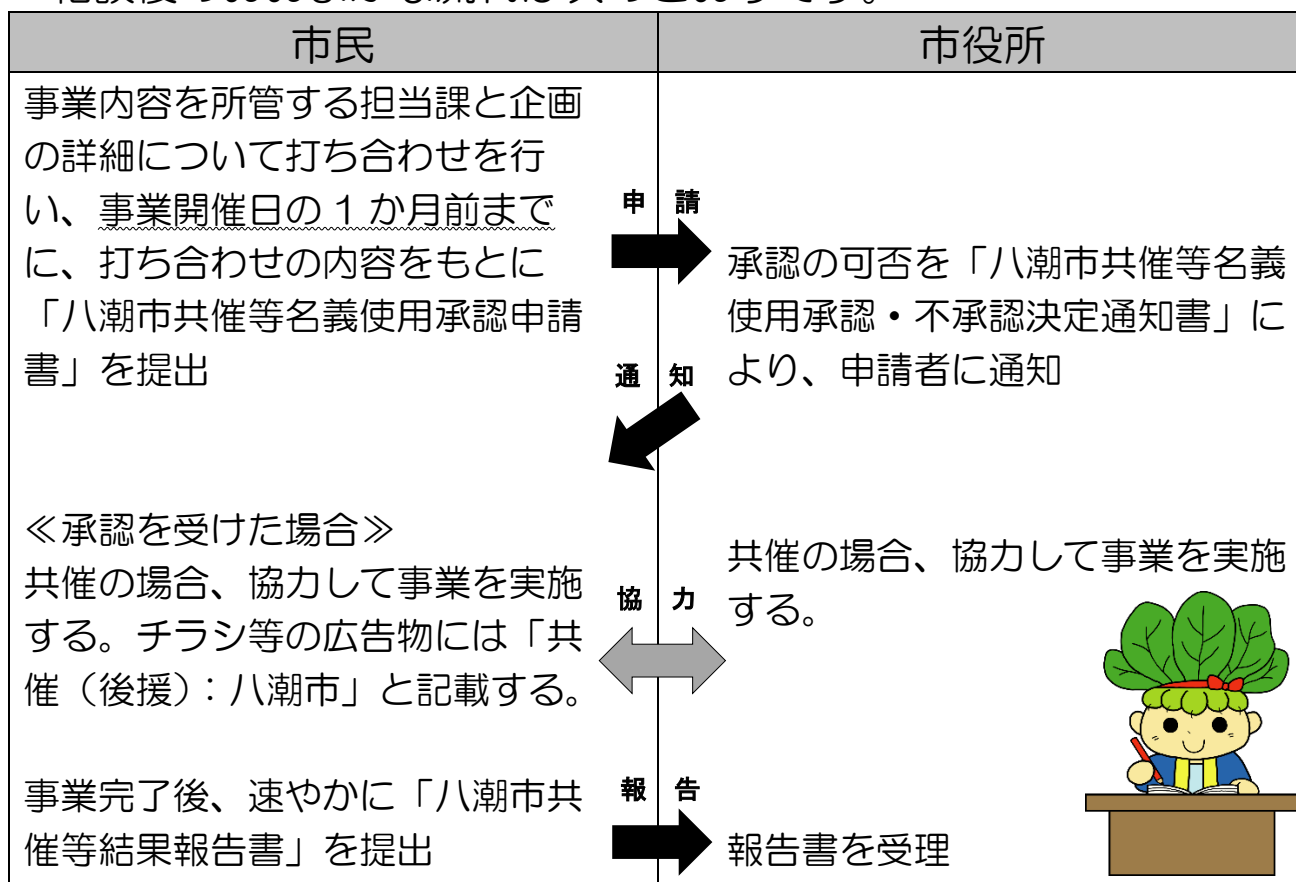 市民
市役所
事業内容を所管する担当課と企画
の詳細について打ち合わせを行
い、事業開催日の 1 か月前まで
に、打ち合わせの内容をもとに
「八潮市共催等名義使用承認申請
書」を提出
申 請
承認の可否を「八潮市共催等名義
使用承認・不承認決定通知書」に
より、申請者に通知
通 知
≪承認を受けた場合≫
共催の場合、協力して事業を実施
する。チラシ等の広告物には「共
催（後援）：八潮市」と記載する。
協 力
共催の場合、協力して事業を実施
する。
事業完了後、速やかに「八潮市共
催等結果報告書」を提出
報 告
報告書を受理